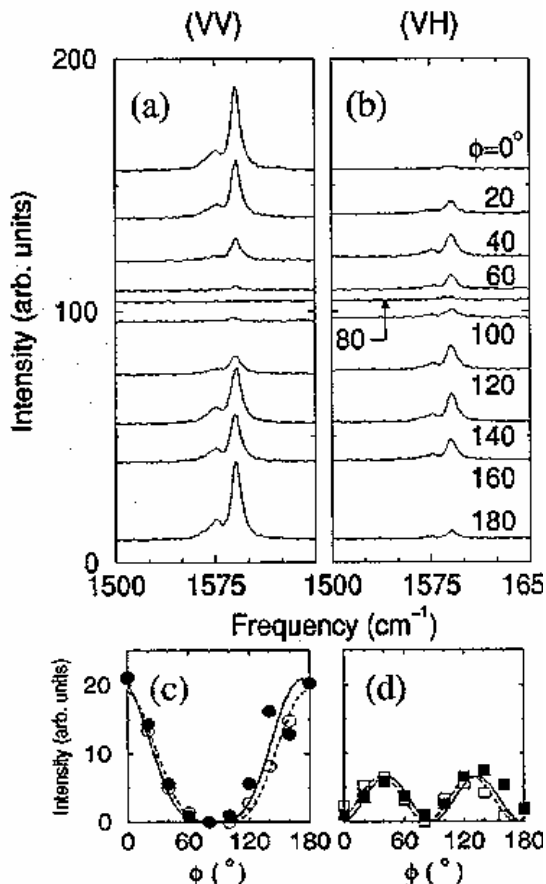 (VV) (VH)
200
(a) (b)
ϕ=0°
20
40
60
100
80
100
120
140
160
180
0
1500 1575 1500 1575 165
Intensity (arb. units)
Frequency (cm⁻¹)
20
10
0
(c) (d)
Intensity (arb. units)
0 60 120 180 0 60 120 180
ϕ (°) ϕ (°)